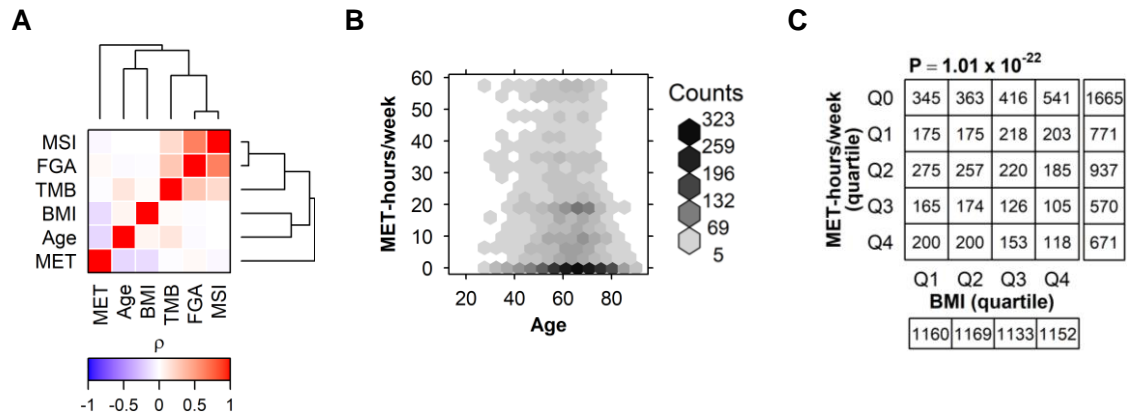 A
MSI
FGA
TMB
BMI
Age
MET
MET
Age
BMI
TMB
FGA
MSI
ρ
-1 -0.5 0 0.5 1
B
MET-hours/week
60
50
40
30
20
10
0
20 40 60 80
Age
Counts
323
259
196
132
69
5
C
P = 1.01 x 10-22
MET-hours/week
(quartile)
Q0 345 363 416 541 1665
Q1 175 175 218 203 771
Q2 275 257 220 185 937
Q3 165 174 126 105 570
Q4 200 200 153 118 671
Q1 Q2 Q3 Q4
BMI (quartile)
1160 1169 1133 1152